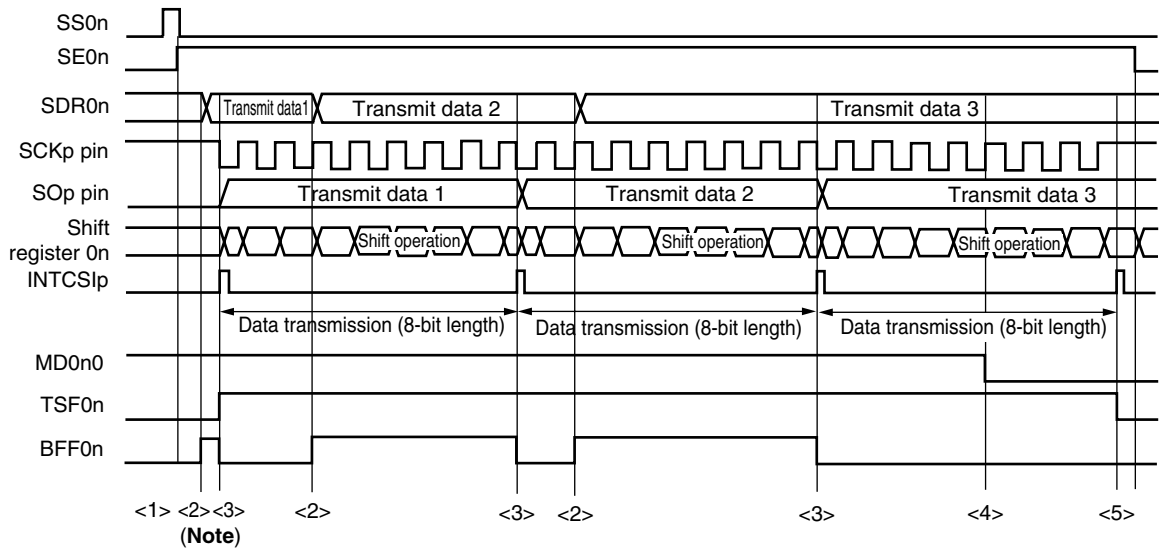 SS0n
SE0n
SDR0n
Transmit data1
Transmit data 2
Transmit data 3
SCKp pin
SOp pin
Transmit data 1
Transmit data 2
Transmit data 3
Shift
register 0n
Shift operation
Shift operation
Shift operation
INTCSIp
Data transmission (8-bit length)
Data transmission (8-bit length)
Data transmission (8-bit length)
MD0n0
TSF0n
BFF0n
<1> <2> <3> <2> <3> <2> <3> <4> <5>
(Note)